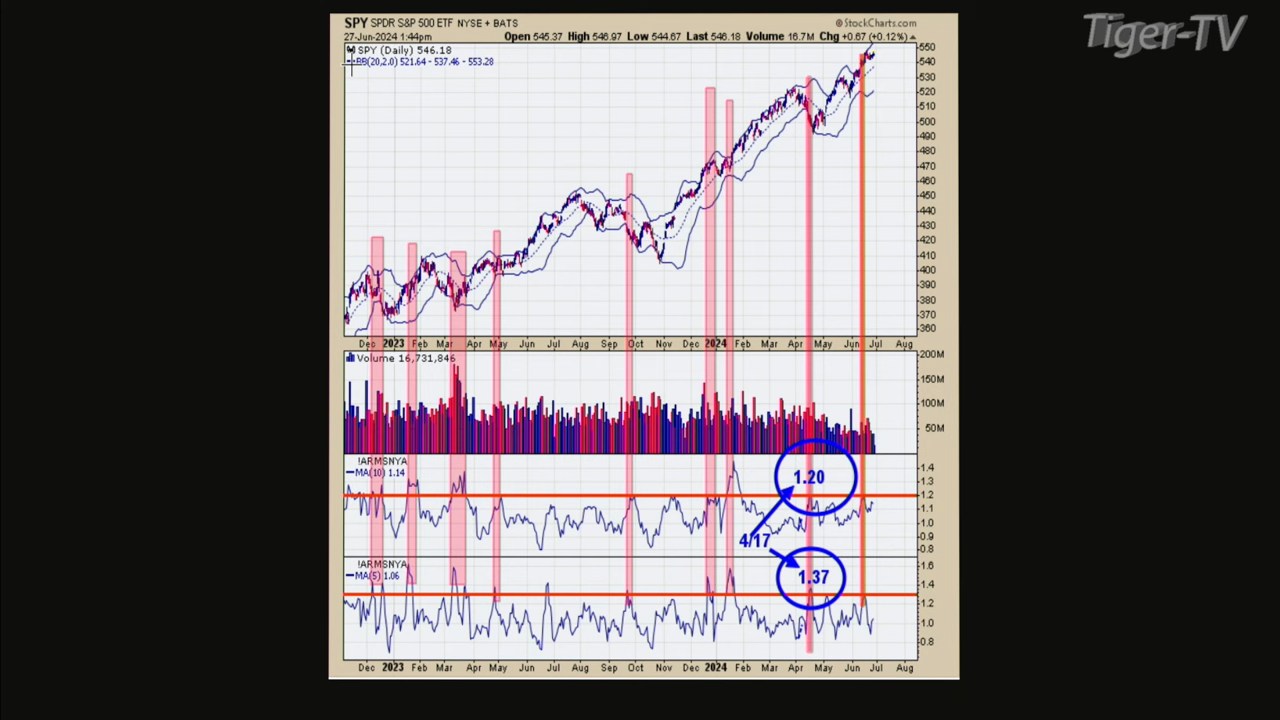 Tiger-TV
SPY SPDR S&P 500 ETF NYSE + BATS
© StockCharts.com
27-Jun-2024 1:44pm
Open 545.37 High 546.97 Low 544.67 Last 546.18 Volume 16.7M Chg +0.67 (+0.12%)
SPY (Daily) 546.18
BB(20,2.0) 521.64 - 537.46 - 553.28
550
540
530
520
510
500
490
480
470
460
450
440
430
420
410
400
390
380
370
360
Dec 2023 Feb Mar Apr May Jun Jul Aug Sep Oct Nov Dec 2024 Feb Mar Apr May Jun Jul Aug
Volume 16,731,846
200M
150M
100M
50M
!ARMSNYA
MA(10) 1.14
1.4
1.3
1.2
1.1
1.0
0.9
0.8
1.20
4/17
!ARMSNYA
MA(5) 1.06
1.6
1.4
1.2
1.0
0.8
1.37
Dec 2023 Feb Mar Apr May Jun Jul Aug Sep Oct Nov Dec 2024 Feb Mar Apr May Jun Jul Aug